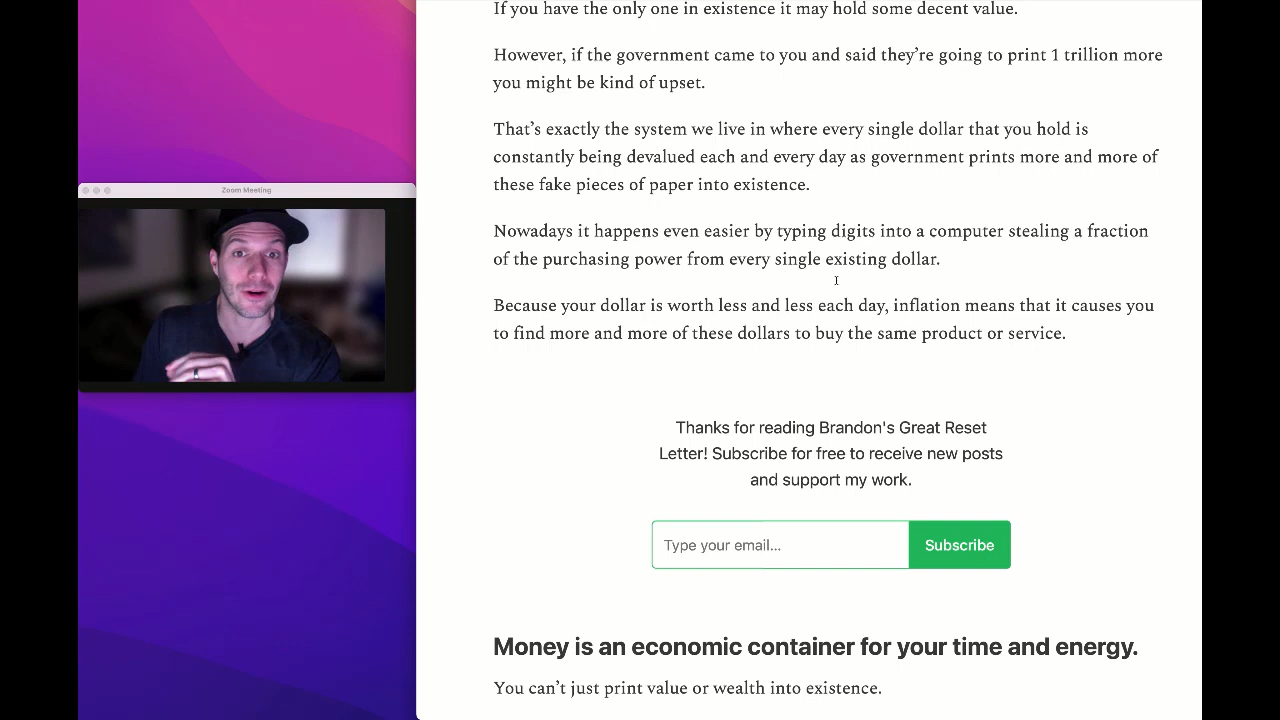 If you have the only one in existence it may hold some decent value.
However, if the government came to you and said they’re going to print 1 trillion more
you might be kind of upset.
That’s exactly the system we live in where every single dollar that you hold is
constantly being devalued each and every day as government prints more and more of
these fake pieces of paper into existence.
Zoom Meeting
Nowadays it happens even easier by typing digits into a computer stealing a fraction
of the purchasing power from every single existing dollar.
Because your dollar is worth less and less each day, inflation means that it causes you
to find more and more of these dollars to buy the same product or service.
Thanks for reading Brandon's Great Reset
Letter! Subscribe for free to receive new posts
and support my work.
Type your email...
Subscribe
Money is an economic container for your time and energy.
You can’t just print value or wealth into existence.